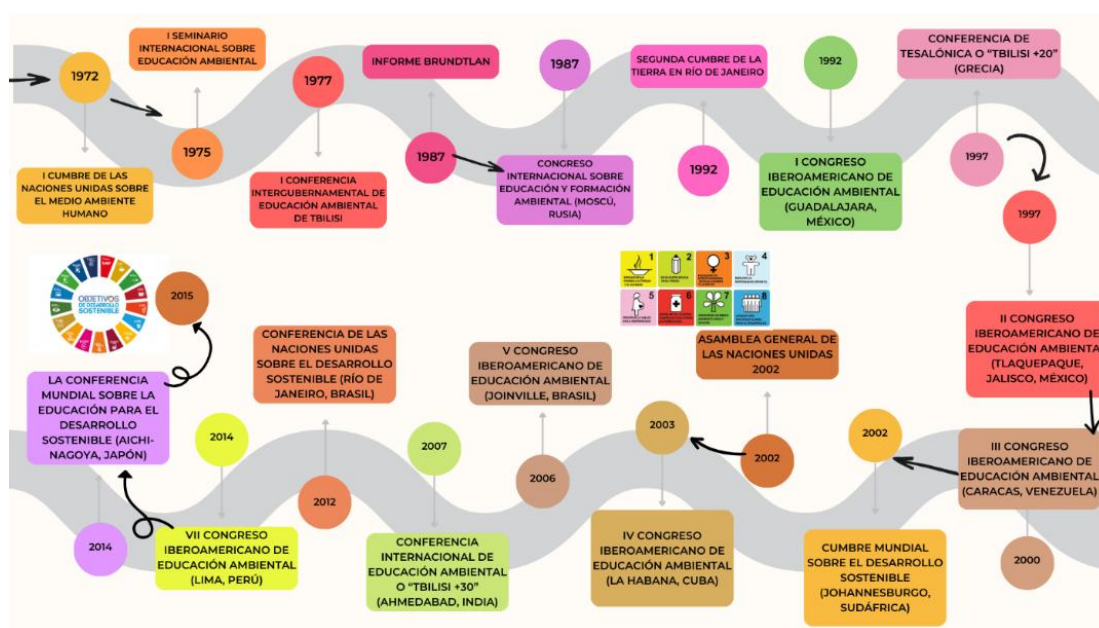 1972
I CUMBRE DE LAS
NACIONES UNIDAS SOBRE
EL MEDIO AMBIENTE
HUMANO
I SEMINARIO
INTERNACIONAL SOBRE
EDUCACIÓN AMBIENTAL
1975
1977
I CONFERENCIA
INTERGUBERNAMENTAL DE
EDUCACIÓN AMBIENTAL
DE TBILISI
INFORME BRUNDTLAN
1987
1987
CONGRESO
INTERNACIONAL SOBRE
EDUCACIÓN Y FORMACIÓN
AMBIENTAL (MOSCÚ,
RUSIA)
SEGUNDA CUMBRE DE LA
TIERRA EN RÍO DE JANEIRO
1992
1992
I CONGRESO
IBEROAMERICANO DE
EDUCACIÓN AMBIENTAL
(GUADALAJARA,
MÉXICO)
CONFERENCIA DE
TESALÓNICA O “TBILISI +20”
(GRECIA)
1997
1997
II CONGRESO
IBEROAMERICANO DE
EDUCACIÓN AMBIENTAL
(TLAQUEPAQUE,
JALISCO, MÉXICO)
III CONGRESO
IBEROAMERICANO DE
EDUCACIÓN AMBIENTAL
(CARACAS, VENEZUELA)
2000
2002
CUMBRE MUNDIAL
SOBRE EL DESARROLLO
SOSTENIBLE
(JOHANNESBURGO,
SUDÁFRICA)
1 2 3 4
5 6 7 8
ASAMBLEA GENERAL DE
LAS NACIONES UNIDAS
2002
2002
2003
IV CONGRESO
IBEROAMERICANO DE
EDUCACIÓN AMBIENTAL
(LA HABANA, CUBA)
V CONGRESO
IBEROAMERICANO DE
EDUCACIÓN AMBIENTAL
(JOINVILLE, BRASIL)
2006
2007
CONFERENCIA
INTERNACIONAL DE
EDUCACIÓN AMBIENTAL
O “TBILISI +30”
(AHMEDABAD, INDIA)
CONFERENCIA DE LAS
NACIONES UNIDAS
SOBRE EL DESARROLLO
SOSTENIBLE (RÍO DE
JANEIRO, BRASIL)
2012
2014
VII CONGRESO
IBEROAMERICANO DE
EDUCACIÓN AMBIENTAL
(LIMA, PERÚ)
LA CONFERENCIA
MUNDIAL SOBRE LA
EDUCACIÓN PARA EL
DESARROLLO
SOSTENIBLE (AICHI-
NAGOYA, JAPÓN)
2014
2015
OBJETIVOS
DE DESARROLLO
SOSTENIBLE